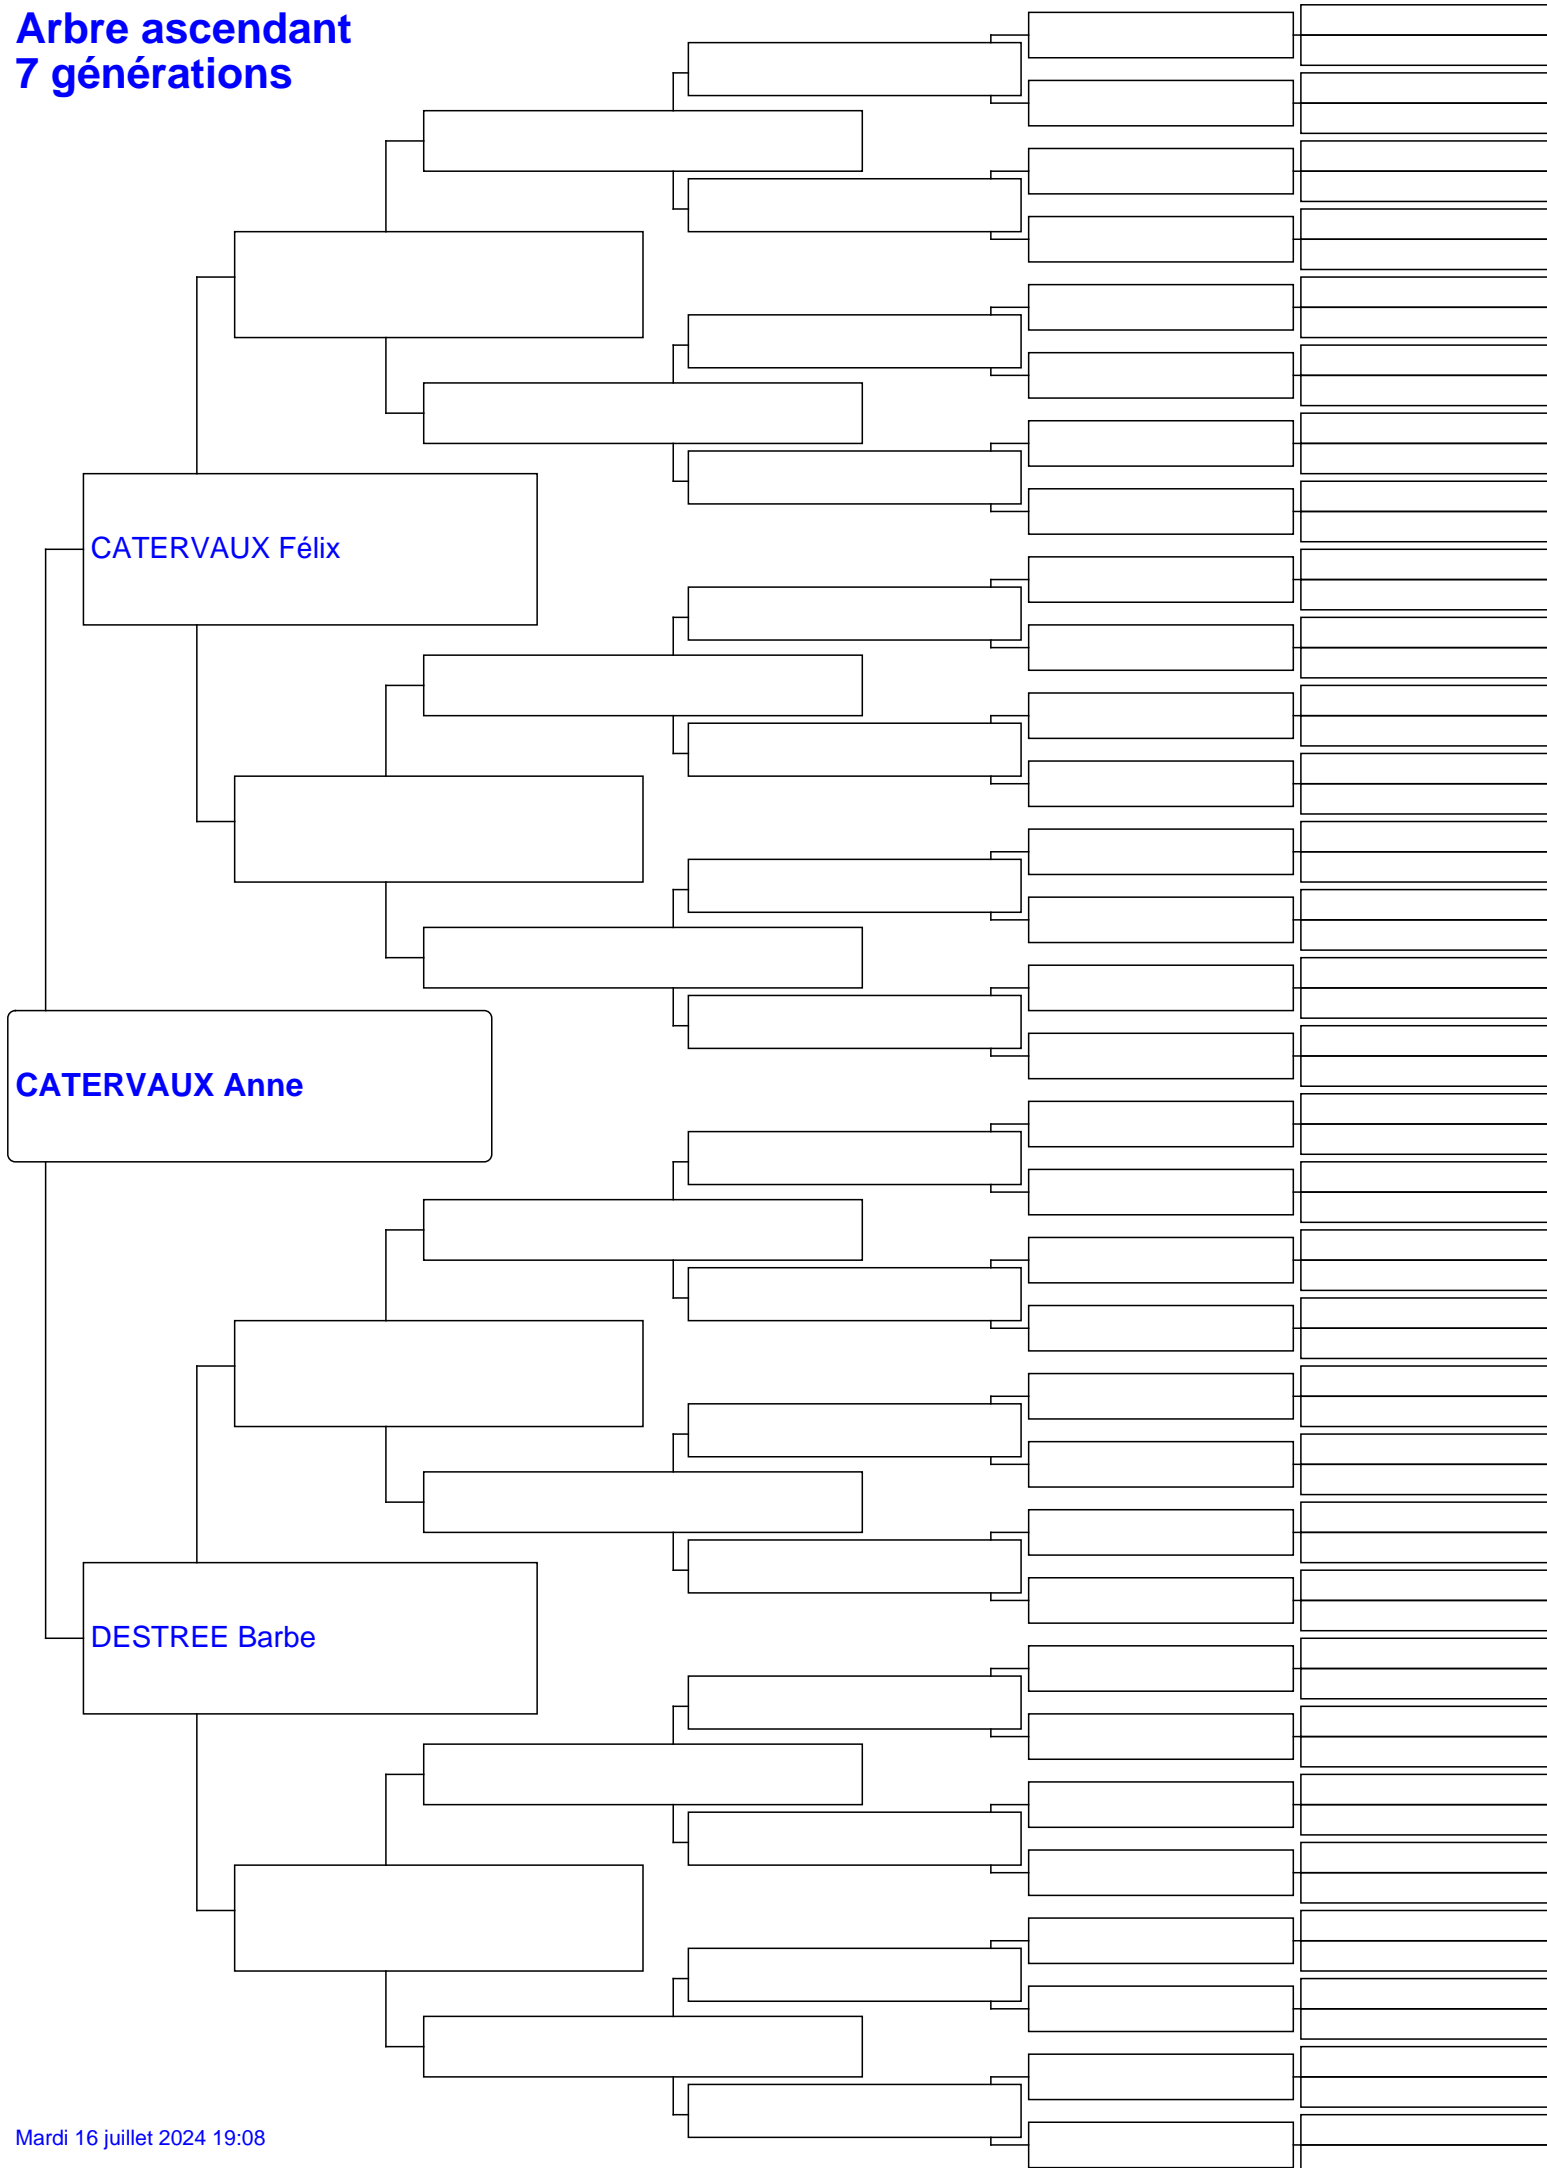 Arbre ascendant
7 générations
CATERVAUX Félix
CATERVAUX Anne
DESTREE Barbe
Mardi 16 juillet 2024 19:08